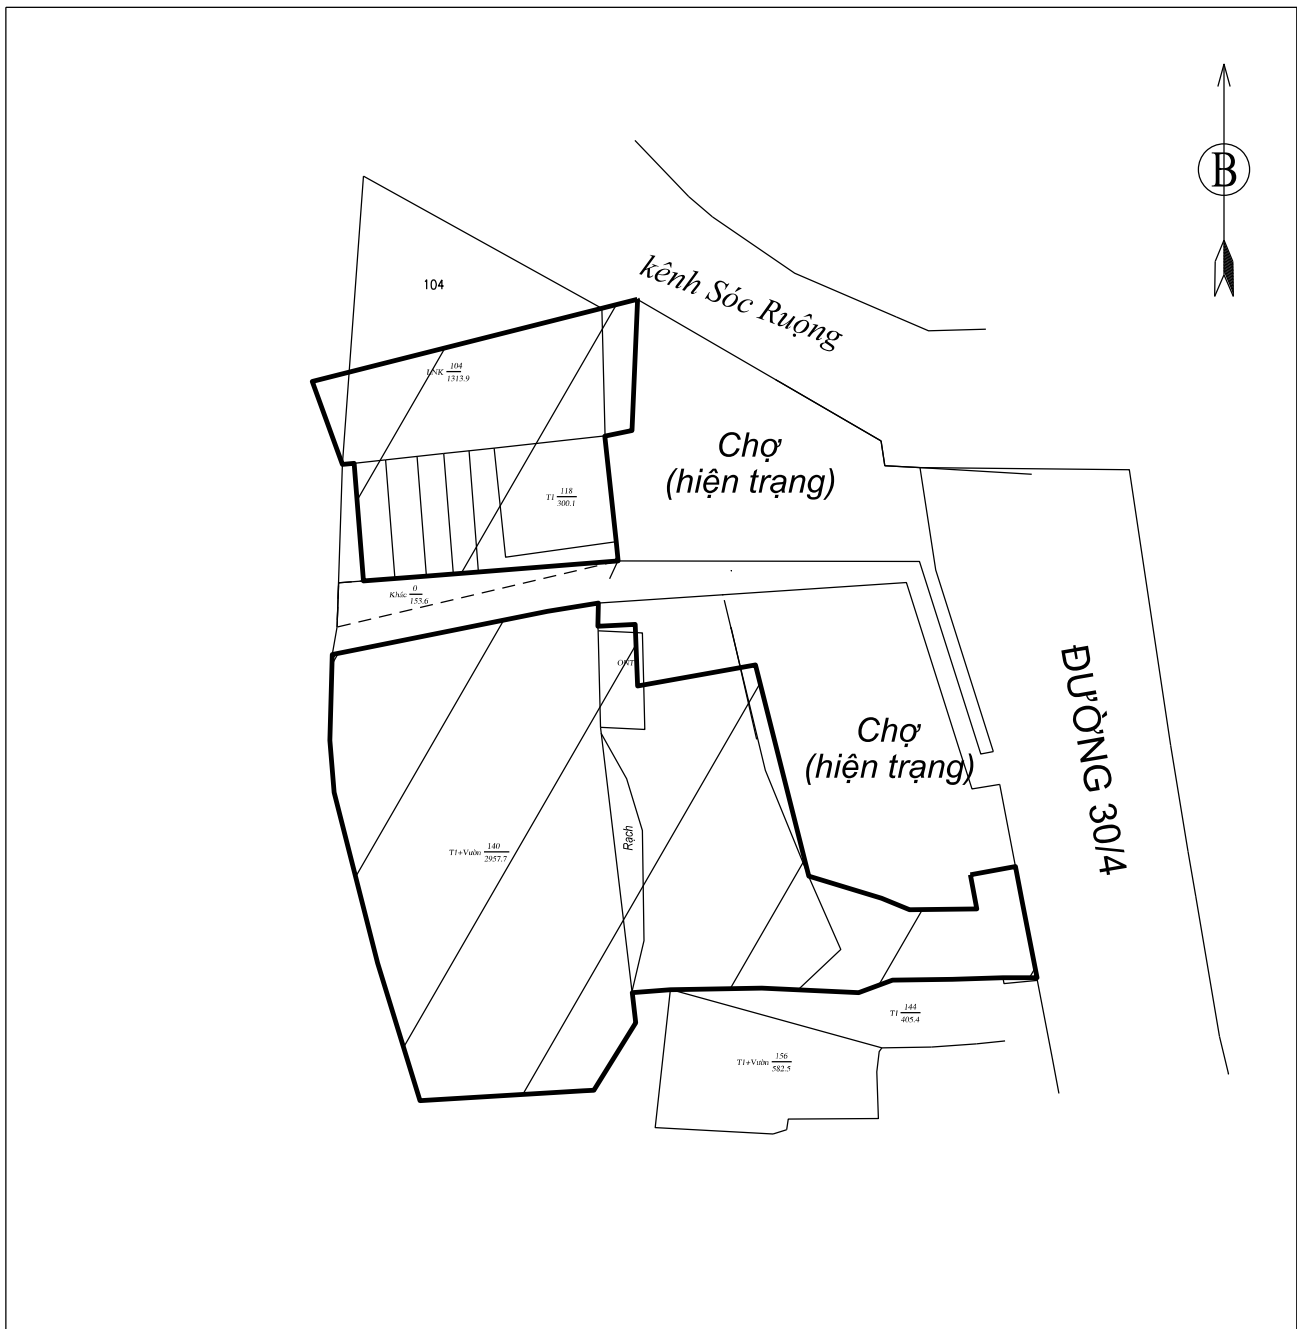 B
kênh Sóc Ruộng
104
LNK 104
1313.9
Chợ
(hiện trạng)
T1 118
300.1
Khác 0
153.6
ONT
ĐƯỜNG 30/4
Chợ
(hiện trạng)
Rạch
T1+Vườn 140
2957.7
T1 144
405.4
T1+Vườn 156
582.5